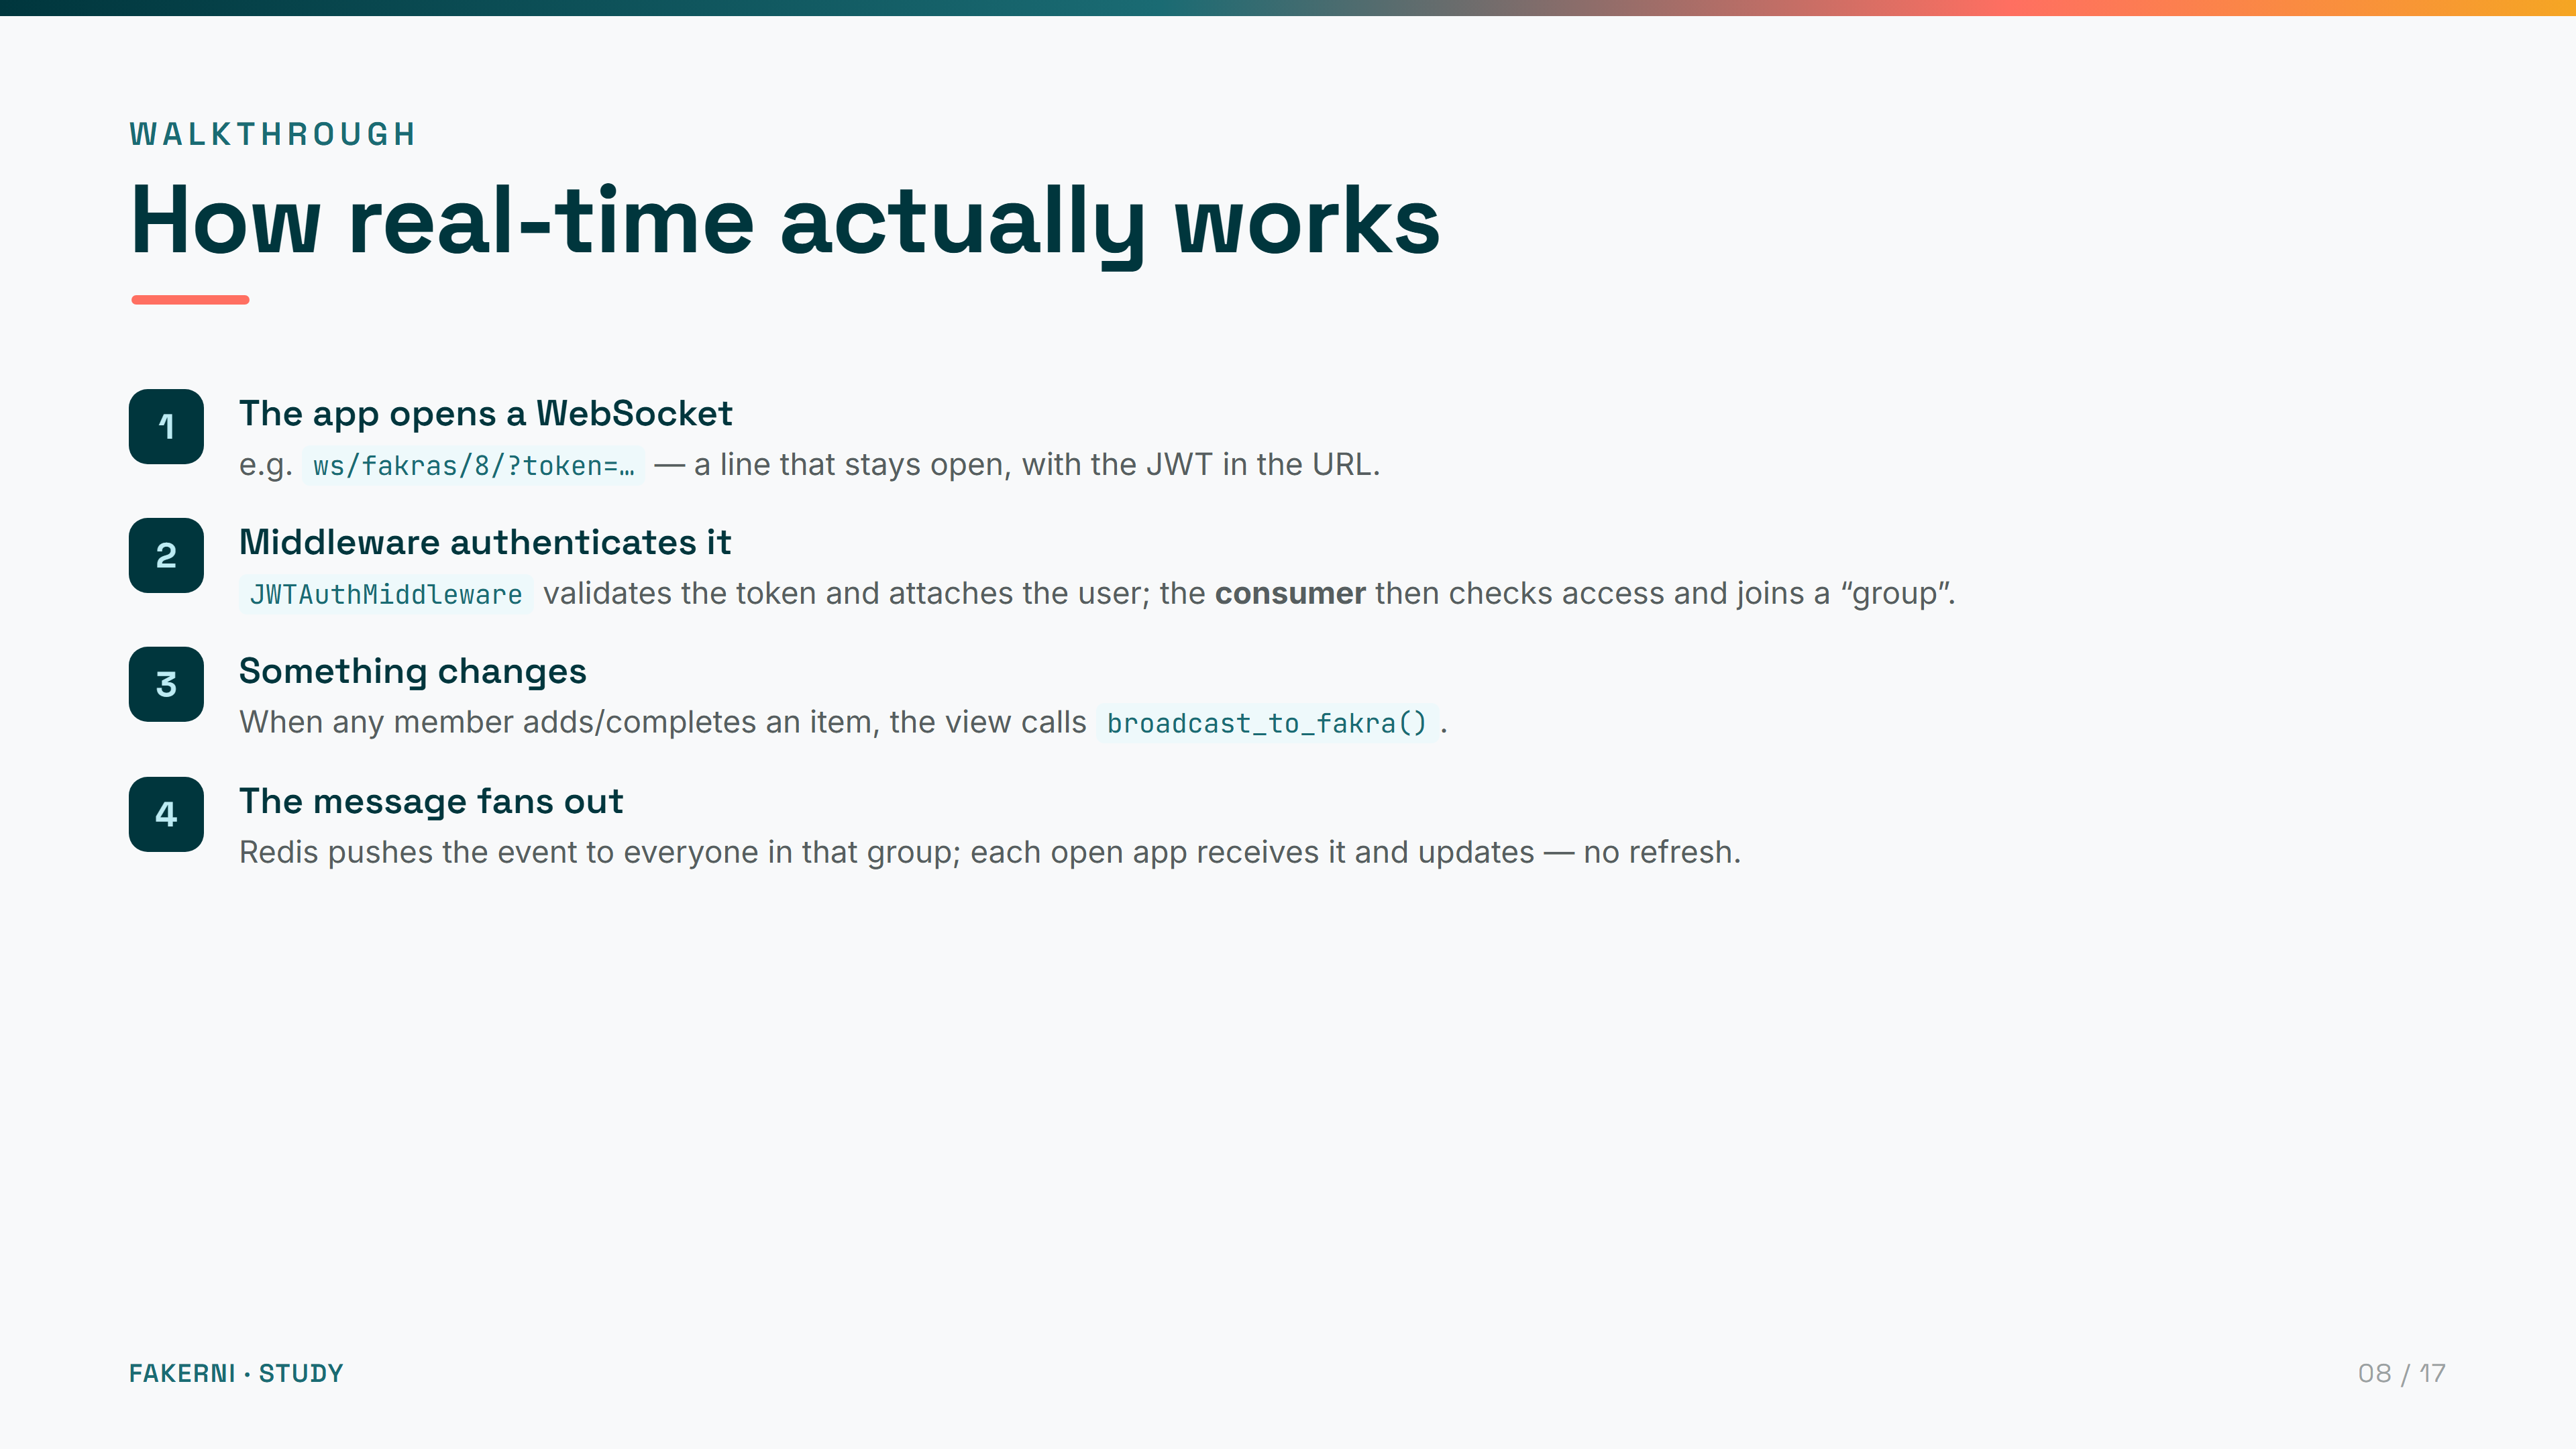 WALKTHROUGH
How real-time actually works
1
The app opens a WebSocket
e.g. ws/fakras/8/?token=… — a line that stays open, with the JWT in the URL.
2
Middleware authenticates it
JWTAuthMiddleware validates the token and attaches the user; the consumer then checks access and joins a “group”.
3
Something changes
When any member adds/completes an item, the view calls broadcast_to_fakra().
4
The message fans out
Redis pushes the event to everyone in that group; each open app receives it and updates — no refresh.
FAKERNI · STUDY
08 / 17